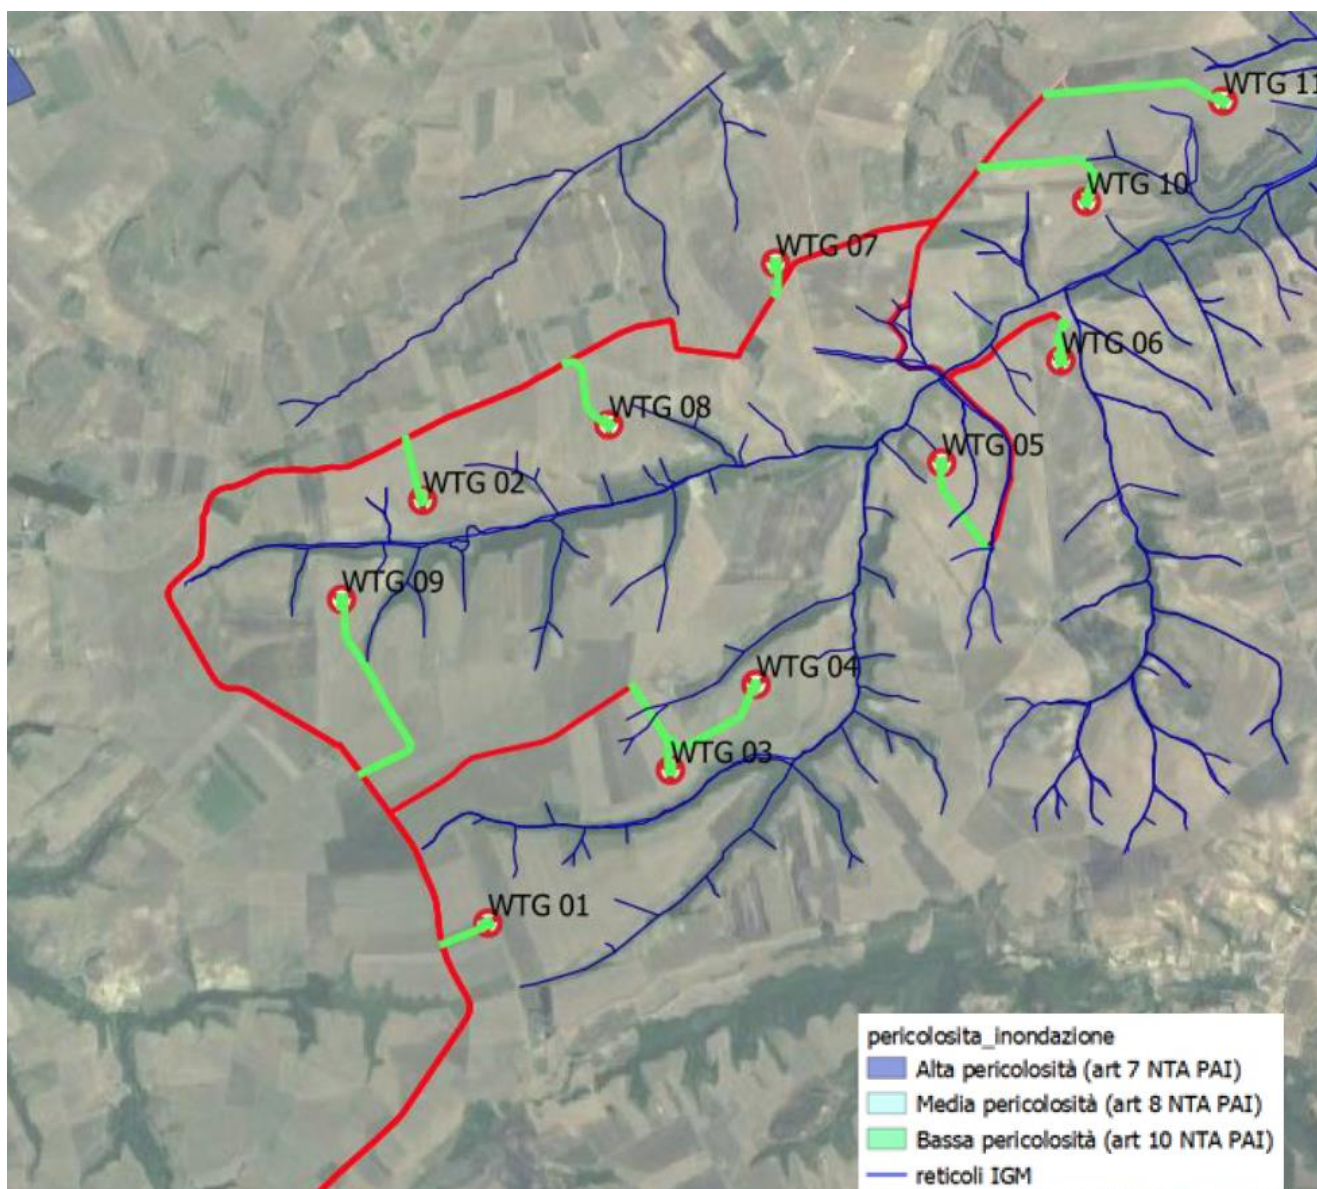 WTG 11
WTG 10
WTG 07
WTG 06
WTG 08
WTG 05
WTG 02
WTG 09
WTG 04
WTG 03
WTG 01
pericolosita_inondazione
Alta pericolosità (art 7 NTA PAI)
Media pericolosità (art 8 NTA PAI)
Bassa pericolosità (art 10 NTA PAI)
reticoli IGM